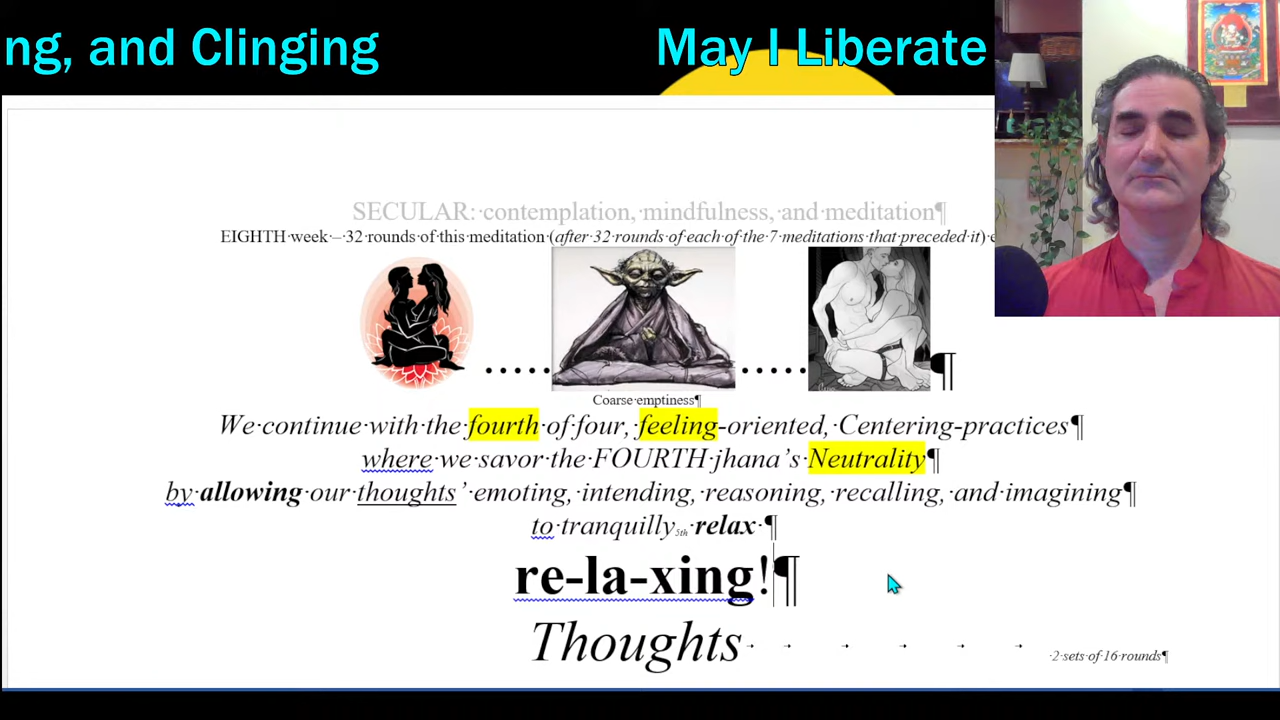 ng, and Clinging May I Liberate
SECULAR: contemplation, mindfulness, and meditation¶
EIGHTH week – 32 rounds of this meditation (after 32 rounds of each of the 7 meditations that preceded it) e
¶
Coarse emptiness¶
We continue with the fourth of four, feeling-oriented, Centering-practices¶
where we savor the FOURTH jhana's Neutrality¶
by allowing our thoughts' emoting, intending, reasoning, recalling, and imagining¶
to tranquilly 5th relax ¶
re-la-xing!¶
Thoughts → → → → → → 2 sets of 16 rounds¶